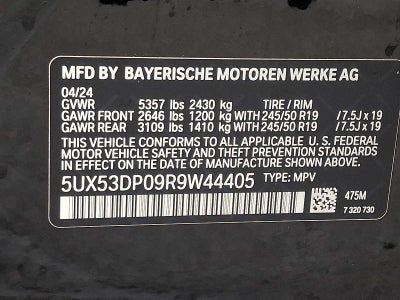 MFD BY BAYERISCHE MOTOREN WERKE AG
04/24
GVWR 5357 lbs 2430 kg TIRE / RIM
GAWR FRONT 2646 lbs 1200 kg WITH 245/50 R19 /7.5J x 19
GAWR REAR 3109 lbs 1410 kg WITH 245/50 R19 /7.5J x 19
THIS VEHICLE CONFORMS TO ALL APPLICABLE U.S. FEDERAL
MOTOR VEHICLE SAFETY, BUMPER, AND THEFT PREVENTION
STANDARDS IN EFFECT ON THE DATE OF MANUFACTURE SHOWN ABOVE.
5UX53DP09R9W44405 TYPE: MPV
475M
7 320 730